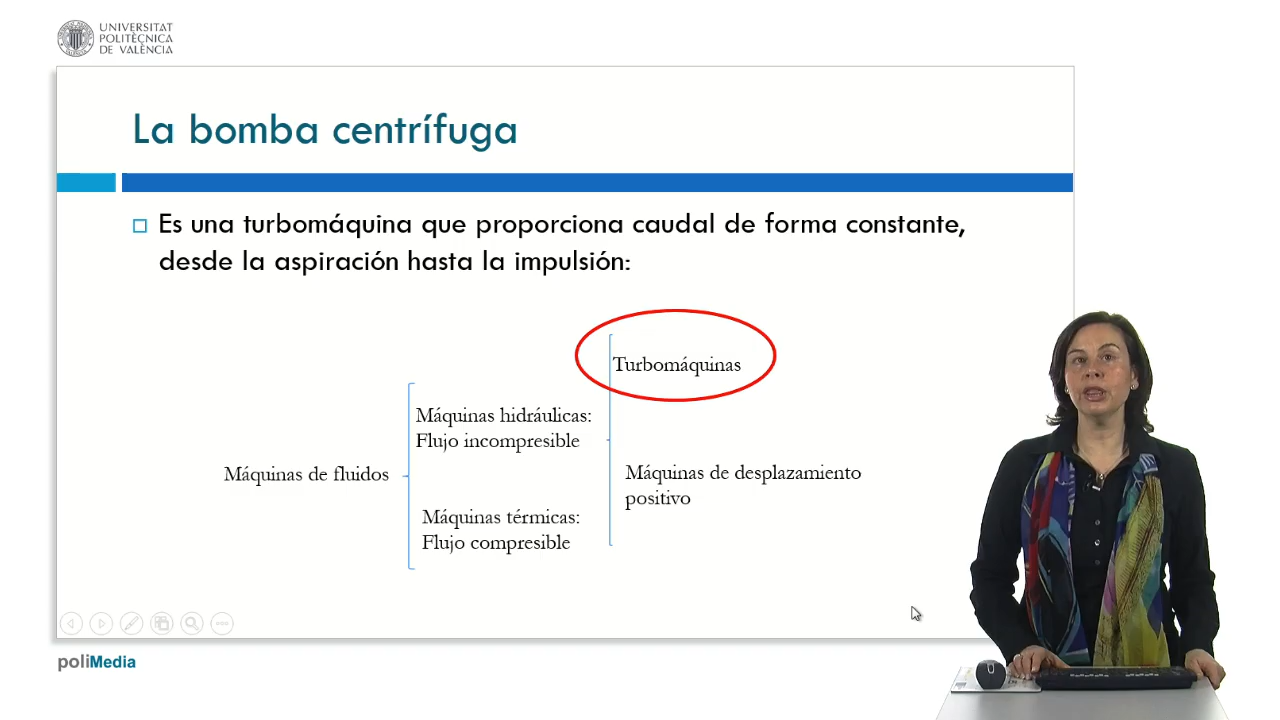 UNIVERSITAT
POLITÈCNICA
DE VALÈNCIA
La bomba centrífuga
Es una turbomáquina que proporciona caudal de forma constante,
desde la aspiración hasta la impulsión:
Turbomáquinas
Máquinas hidráulicas:
Flujo incompresible
Máquinas de fluidos
Máquinas de desplazamiento
positivo
Máquinas térmicas:
Flujo compresible
poliMedia